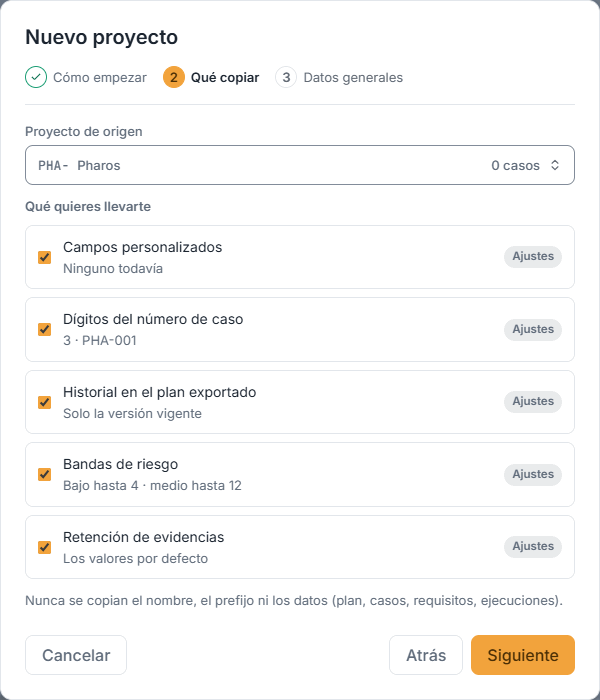 Nuevo proyecto
Cómo empezar 2 Qué copiar 3 Datos generales
Proyecto de origen
PHA- Pharos 0 casos
Qué quieres llevarte
Campos personalizados
Ninguno todavía
Ajustes
Dígitos del número de caso
3 · PHA-001
Ajustes
Historial en el plan exportado
Solo la versión vigente
Ajustes
Bandas de riesgo
Bajo hasta 4 · medio hasta 12
Ajustes
Retención de evidencias
Los valores por defecto
Ajustes
Nunca se copian el nombre, el prefijo ni los datos (plan, casos, requisitos, ejecuciones).
Cancelar Atrás Siguiente